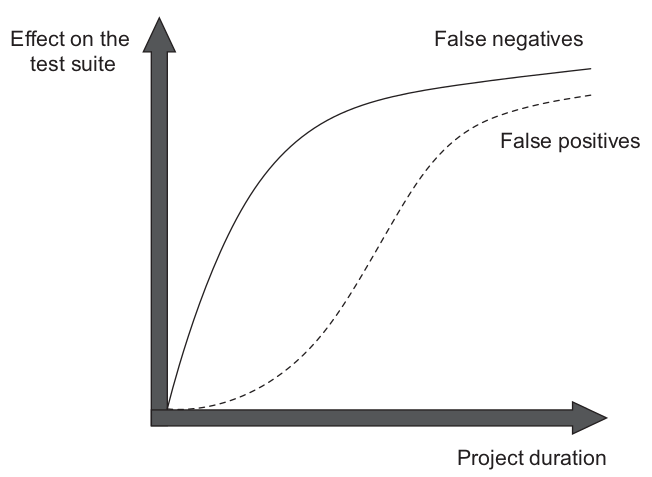 Effect on the
test suite
False negatives
False positives
Project duration